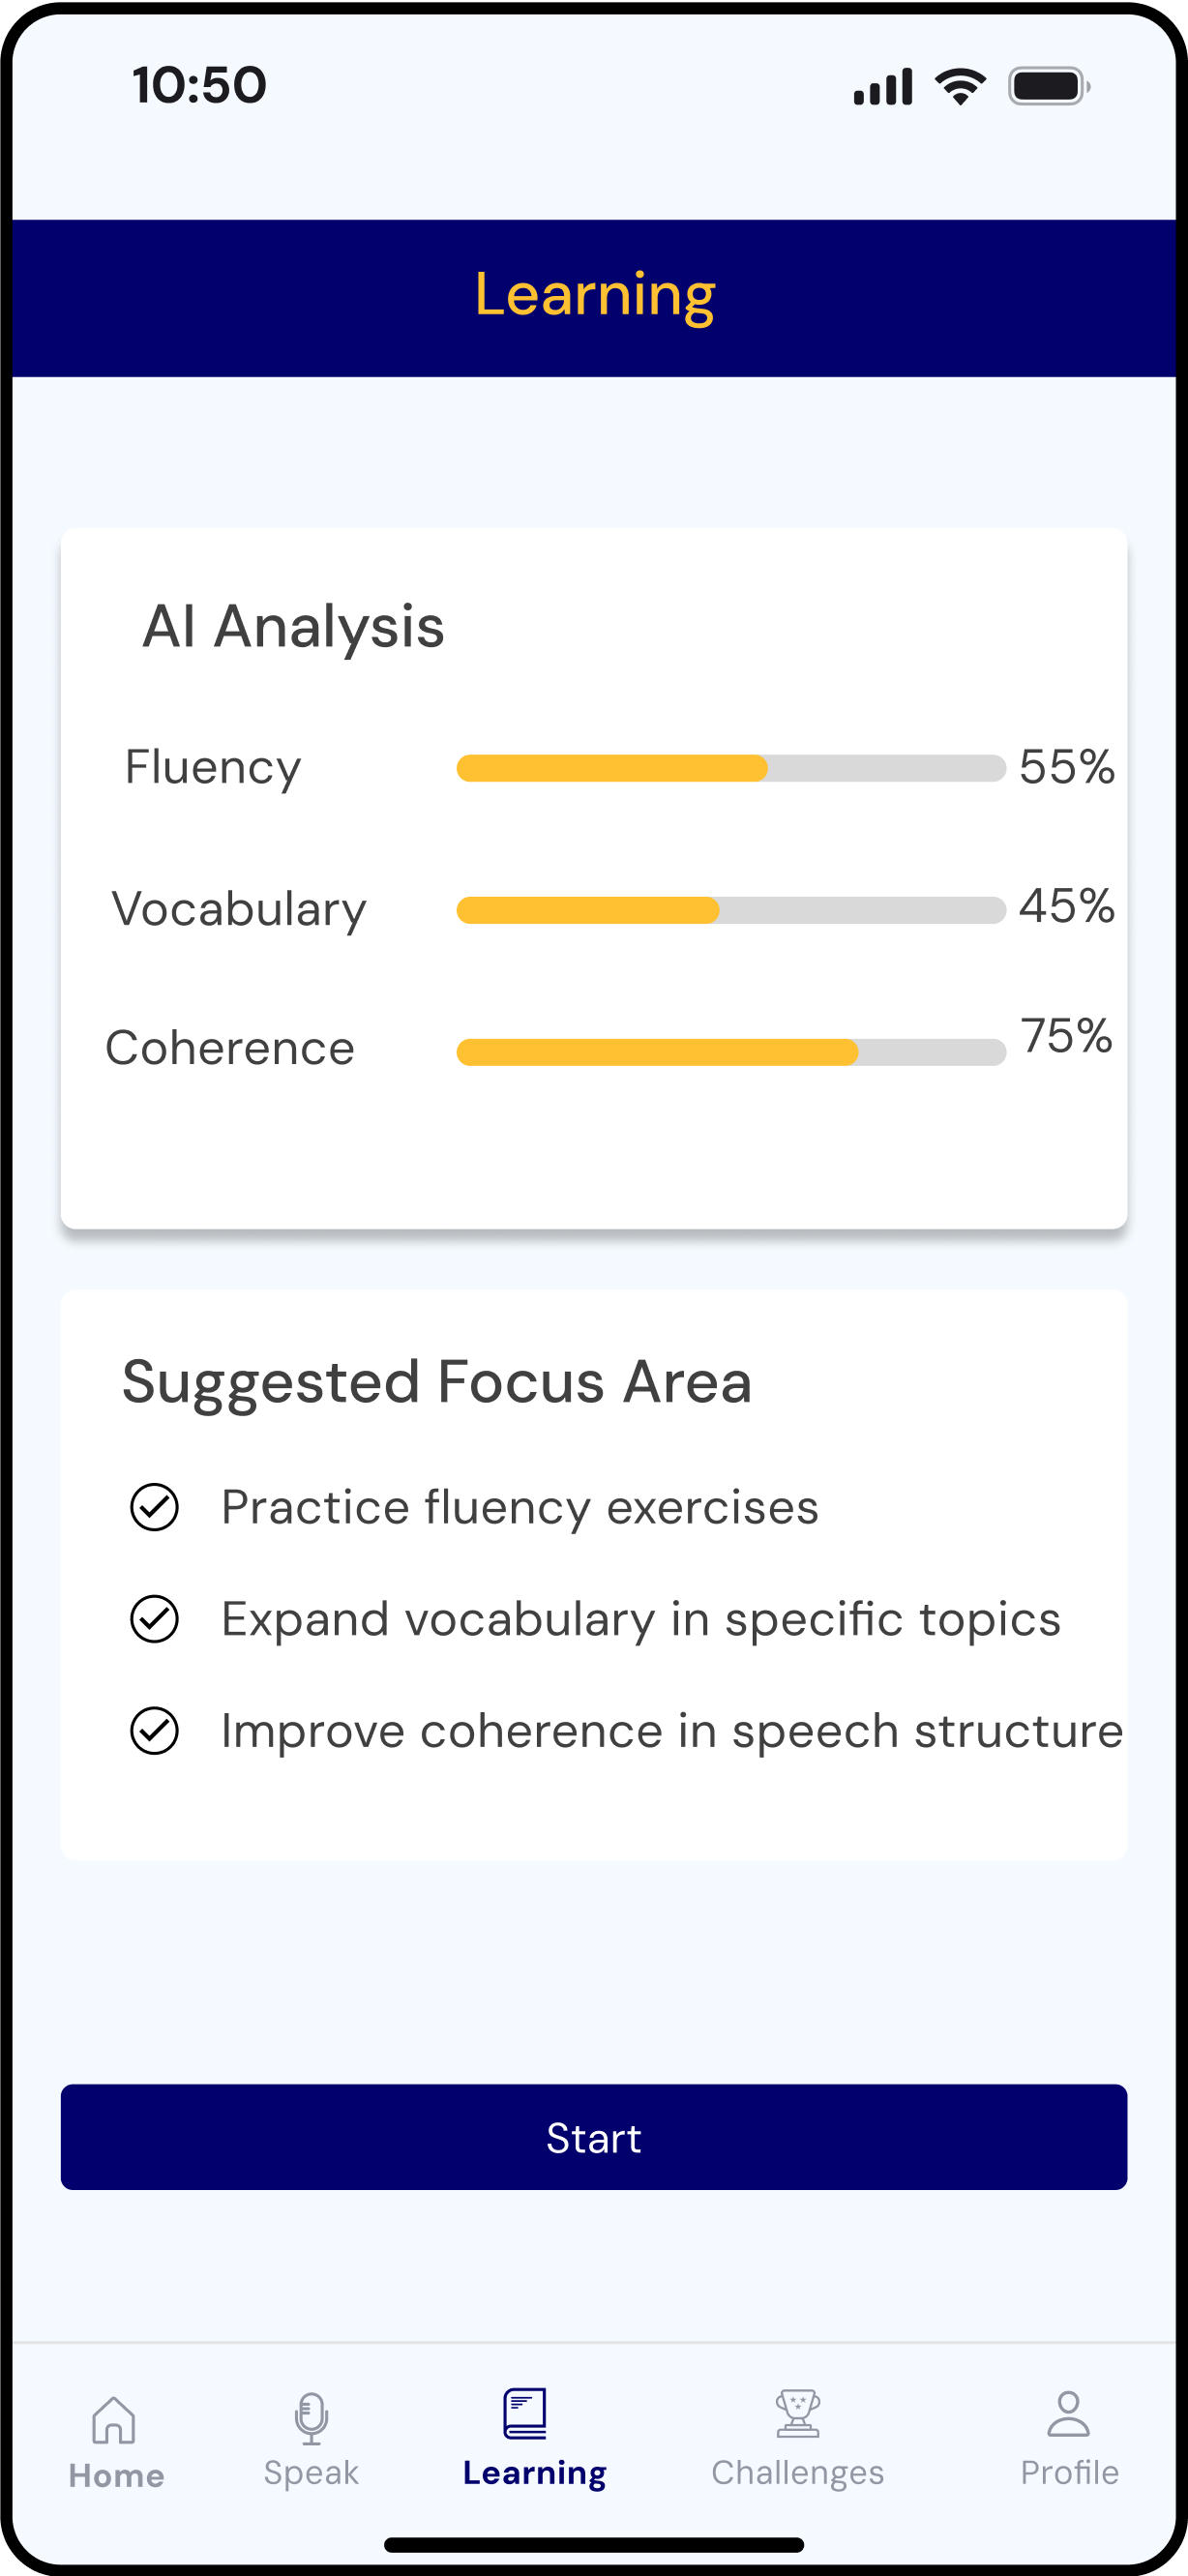 10:50
Learning
AI Analysis
Fluency 55%
Vocabulary 45%
Coherence 75%
Suggested Focus Area
Practice fluency exercises
Expand vocabulary in specific topics
Improve coherence in speech structure
Start
Home Speak Learning Challenges Profile